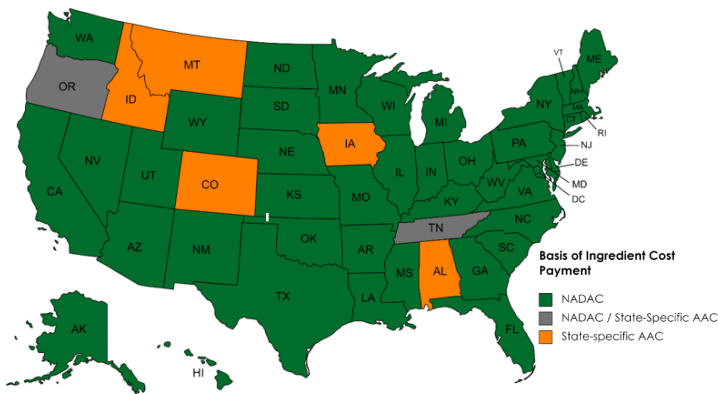 WA
OR
ID
MT
ND
MN
SD
WY
WI
MI
VT
ME
NH
NY
MA
CT
RI
NJ
PA
DE
MD
DC
NV
UT
CO
NE
IA
IL
IN
OH
WV
VA
CA
AZ
NM
KS
MO
KY
NC
TN
OK
AR
SC
MS
AL
GA
TX
LA
FL
AK
HI
Basis of Ingredient Cost
Payment
NADAC
NADAC / State-Specific AAC
State-specific AAC